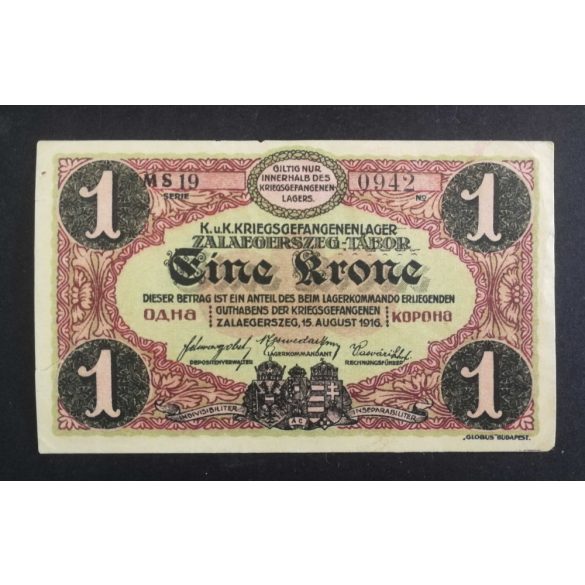 GILTIG NUR
INNERHALB DES
KRIEGSGEFANGENEN-
LAGERS.
1 MS 19 0942 1
SERIE No
K.u.K. KRIEGSGEFANGENENLAGER
ZALAEGERSZEG-TÁBOR
Eine Krone
DIESER BETRAG IST EIN ANTEIL DES BEIM LAGERKOMMANDO ERLIEGENDEN
GUTHABENS DER KRIEGSGEFANGENEN
ОДНА ZALAEGERSZEG, 15. AUGUST 1916. КОРОНА
DEPOSITENVERWALTER LAGERKOMMANDANT RECHNUNGSFÜHRER
1 1
INDIVISIBILITER AC INSEPARABILITER
„GLOBUS" BUDAPEST.